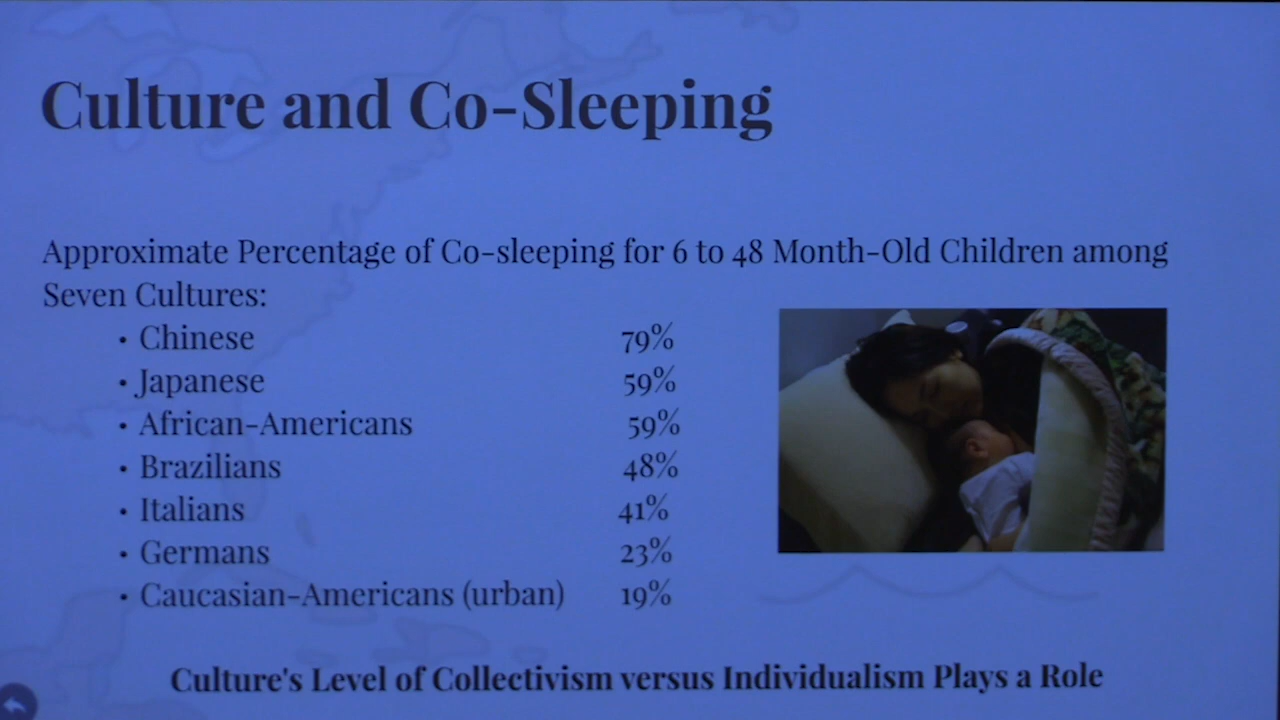 Culture and Co-Sleeping
Approximate Percentage of Co-sleeping for 6 to 48 Month-Old Children among
Seven Cultures:
• Chinese 79%
• Japanese 59%
• African-Americans 59%
• Brazilians 48%
• Italians 41%
• Germans 23%
• Caucasian-Americans (urban) 19%
Culture's Level of Collectivism versus Individualism Plays a Role